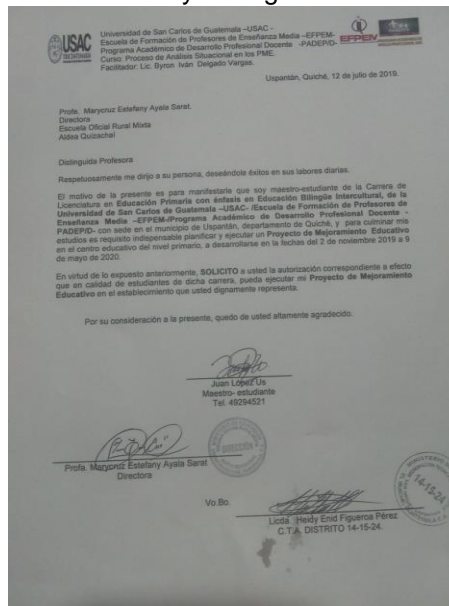 USAC
TRICENTENARIA
Universidad de San Carlos de Guatemala –USAC -
Escuela de Formación de Profesores de Enseñanza Media –EFPEM-
Programa Académico de Desarrollo Profesional Docente -PADEP/D-
Curso: Proceso de Análisis Situacional en los PME.
Facilitador: Lic. Byron Iván Delgado Vargas.
EFPEM
Uspantán, Quiché, 12 de julio de 2019.
Profa. Marycruz Estefany Ayala Sarat.
Directora
Escuela Oficial Rural Mixta
Aldea Quizachal
Distinguida Profesora
Respetuosamente me dirijo a su persona, deseándole éxitos en sus labores diarias.
El motivo de la presente es para manifestarle que soy maestro-estudiante de la Carrera de
Licenciatura en Educación Primaria con énfasis en Educación Bilingüe Intercultural, de la
Universidad de San Carlos de Guatemala –USAC- /Escuela de Formación de Profesores de
Enseñanza Media –EFPEM-/Programa Académico de Desarrollo Profesional Docente -
PADEP/D- con sede en el municipio de Uspantán, departamento de Quiché, y para culminar mis
estudios es requisito indispensable planificar y ejecutar un Proyecto de Mejoramiento Educativo
en el centro educativo del nivel primario, a desarrollarse en la fechas del 2 de noviembre 2019 a 9
de mayo de 2020.
En virtud de lo expuesto anteriormente, SOLICITO a usted la autorización correspondiente a efecto
que en calidad de estudiantes de dicha carrera, pueda ejecutar mi Proyecto de Mejoramiento
Educativo en el establecimiento que usted dignamente representa.
Por su consideración a la presente, quedo de usted altamente agradecido.
Juan López Us
Maestro- estudiante
Tel. 49294521
DIRECCIÓN
Profa. Marycruz Estefany Ayala Sarat
Directora
Vo.Bo.
Licda. Heidy Enid Figueroa Pérez
C.T.A. DISTRITO 14-15-24.
MINISTERIO
14-15-24